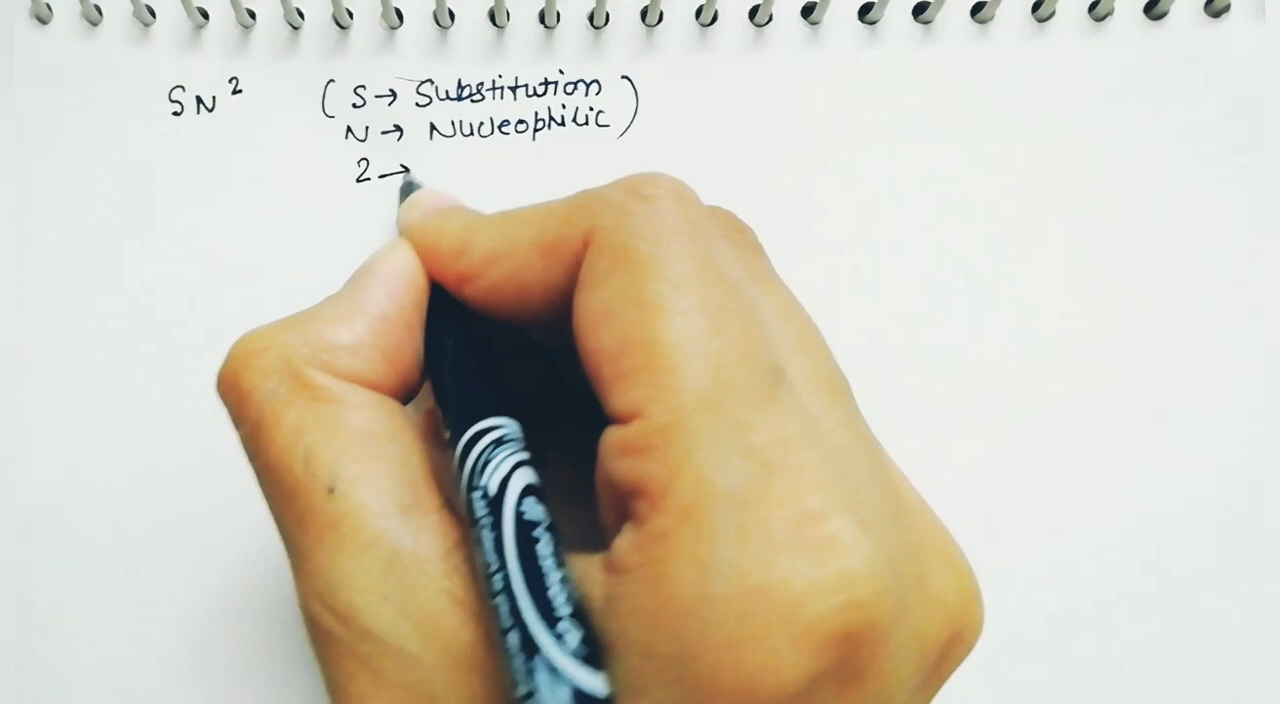 SN² (S→ Substitution
N→ Nucleophilic)
2→